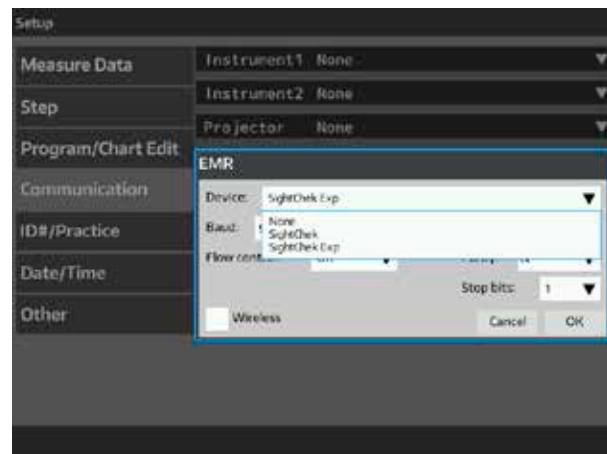 Setup
Measure Data
Step
Program/Chart Edit
Communication
ID#/Practice
Date/Time
Other
Instrument1 None
Instrument2 None
Projector None
EMR
Device: SightChek Exp
Baud:
None
SightChek
SightChek Exp
Stop bits: 1
Wireless
Cancel OK